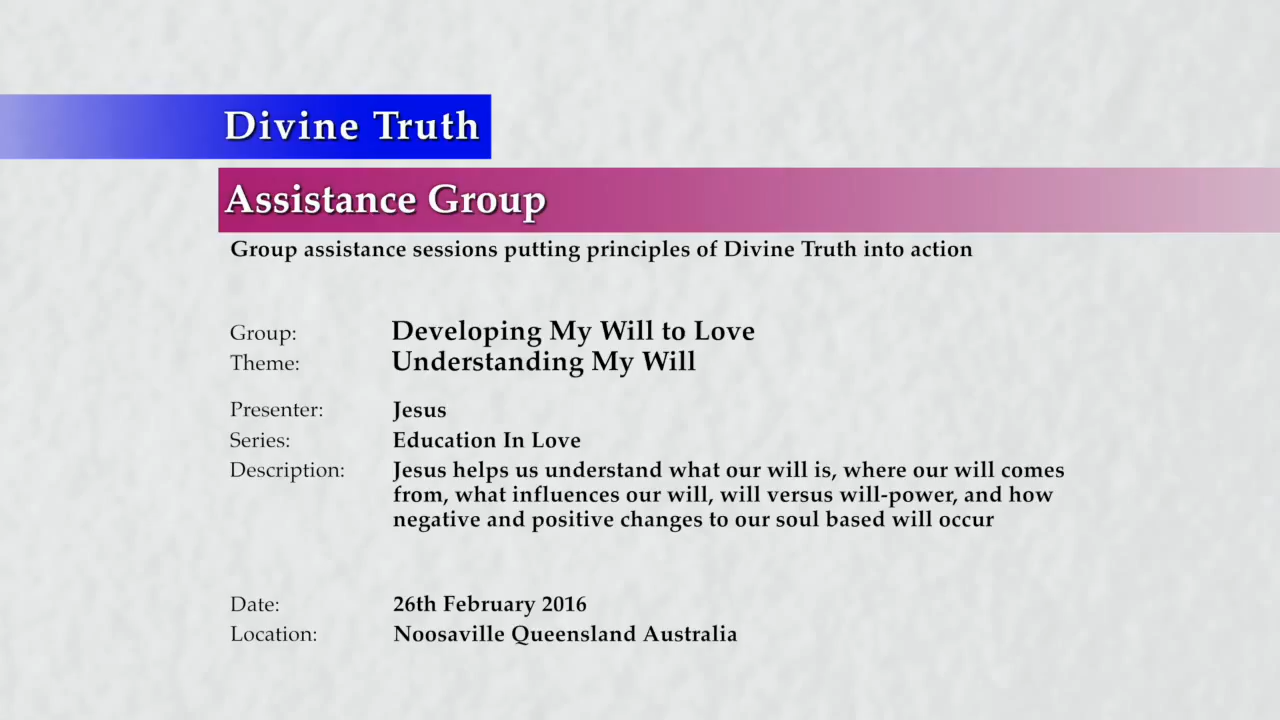 Divine Truth
Assistance Group
Group assistance sessions putting principles of Divine Truth into action
Group: Developing My Will to Love
Theme: Understanding My Will
Presenter: Jesus
Series: Education In Love
Description: Jesus helps us understand what our will is, where our will comes
from, what influences our will, will versus will-power, and how
negative and positive changes to our soul based will occur
Date: 26th February 2016
Location: Noosaville Queensland Australia